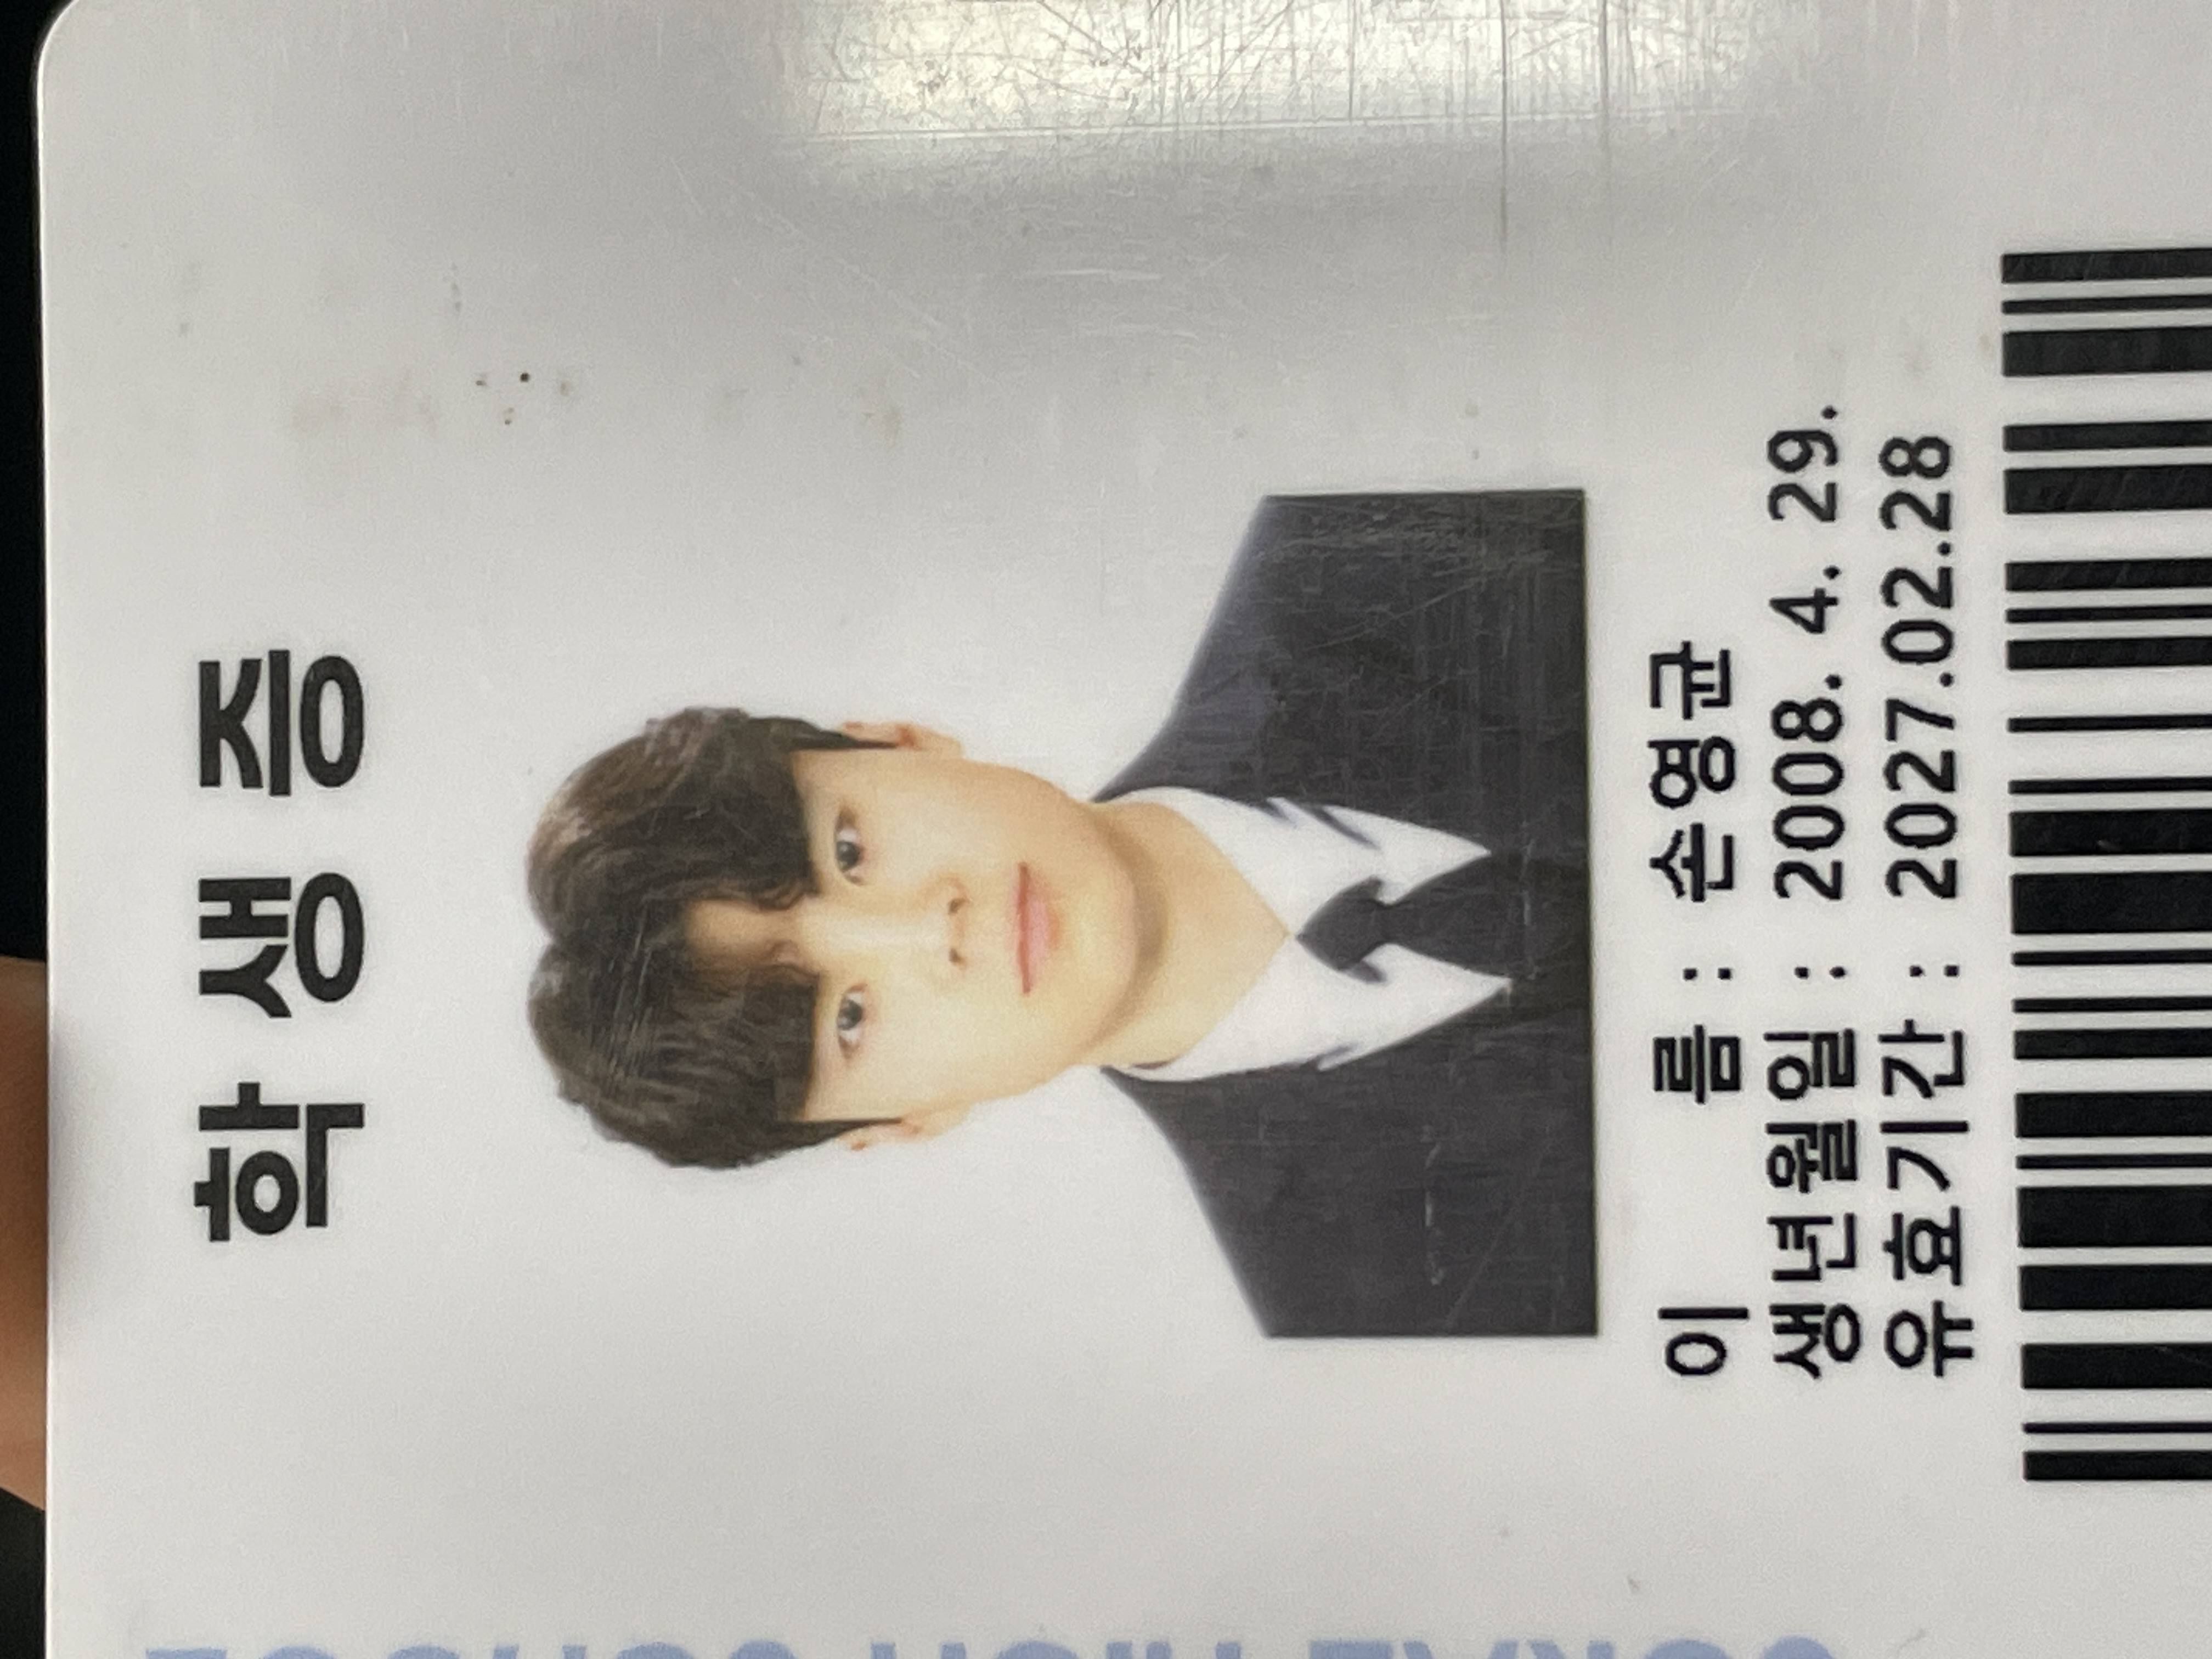 학생증
이 름 : 손영균
생년월일 : 2008. 4. 29.
유효기간 : 2027.02.28